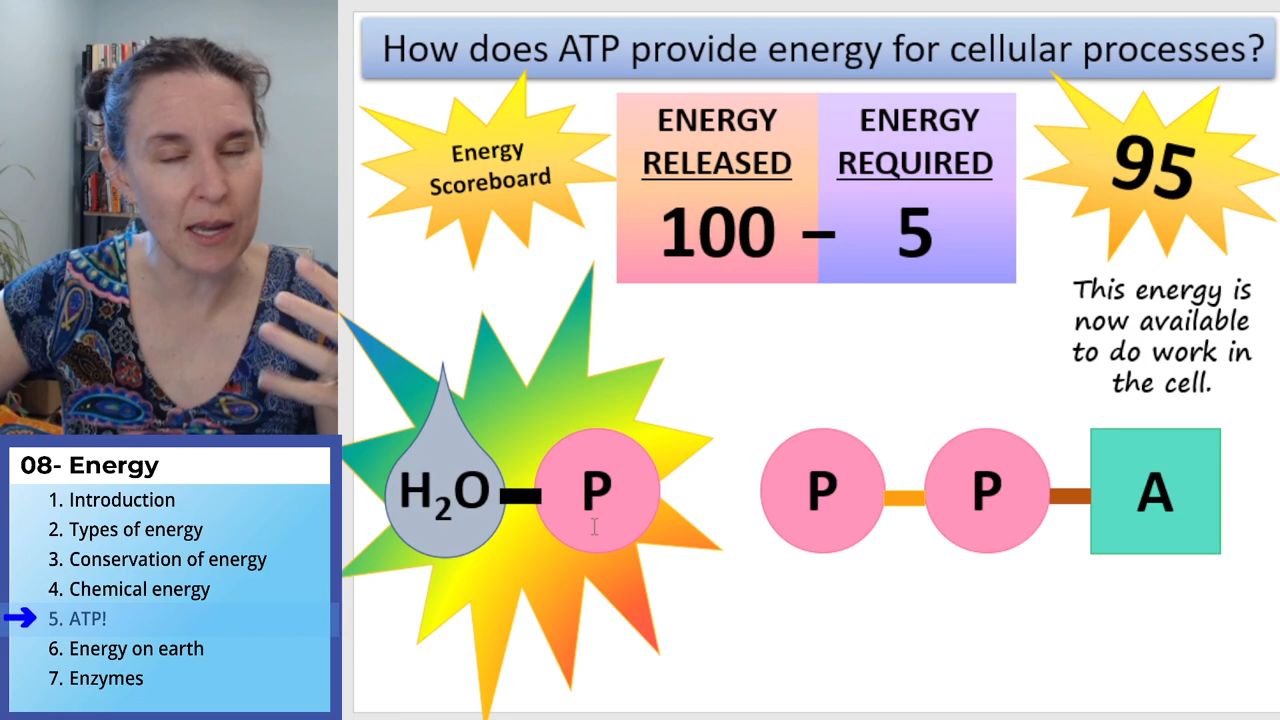 How does ATP provide energy for cellular processes?
Energy
Scoreboard
ENERGY
RELEASED
100
–
ENERGY
REQUIRED
5
95
This energy is
now available
to do work in
the cell.
H₂O
P
P
P
A
08- Energy
1. Introduction
2. Types of energy
3. Conservation of energy
4. Chemical energy
5. ATP!
6. Energy on earth
7. Enzymes